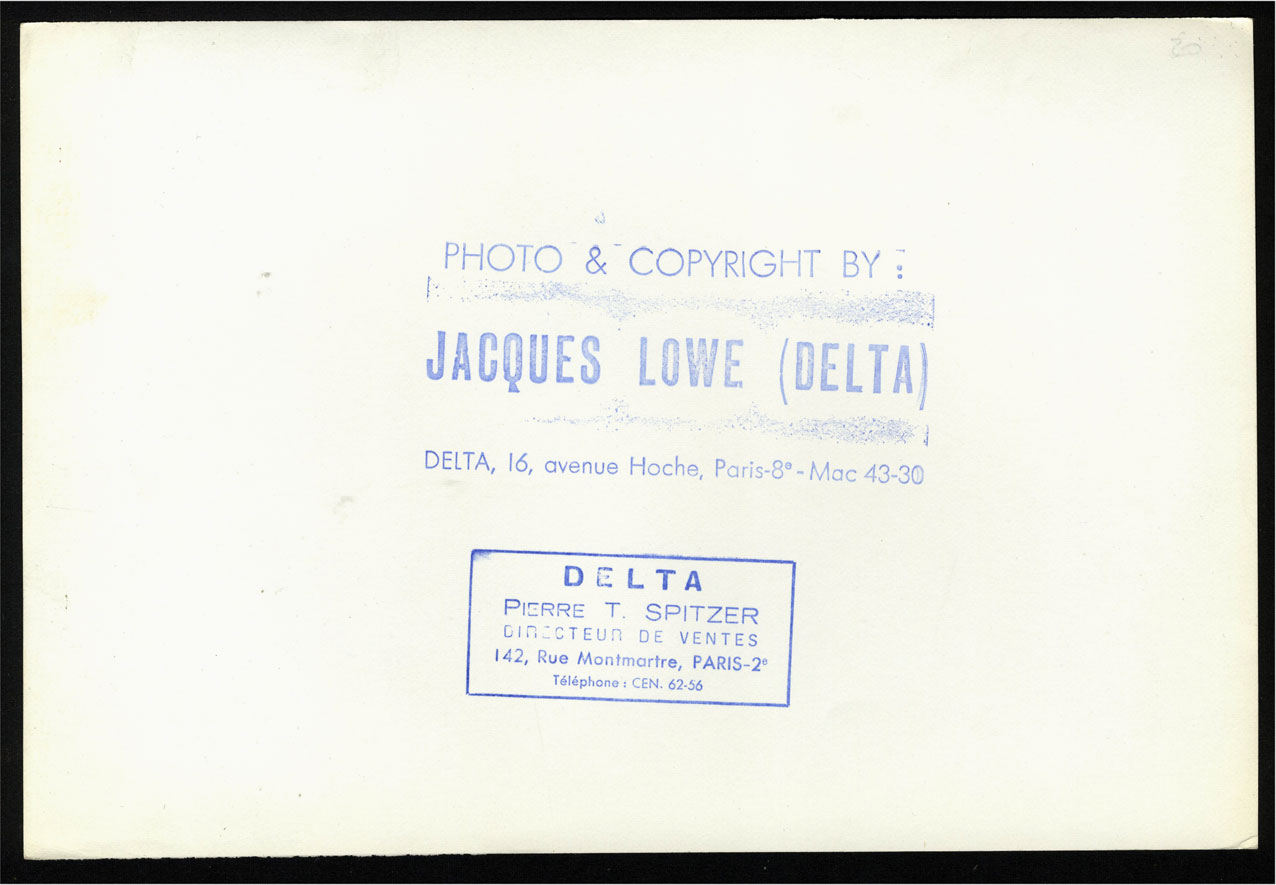 PHOTO & COPYRIGHT BY :
JACQUES LOWE (DELTA)
DELTA, 16, avenue Hoche, Paris-8e - Mac 43-30
DELTA
PIERRE T. SPITZER
DIRECTEUR DE VENTES
142, Rue Montmartre, PARIS-2e
Téléphone : CEN. 62-56